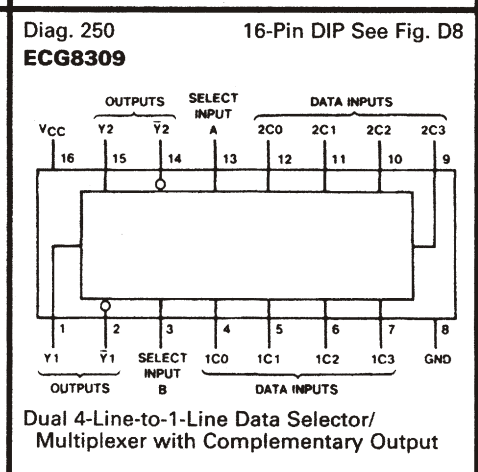 Diag. 250 16-Pin DIP See Fig. D8
ECG8309
OUTPUTS SELECT INPUT A DATA INPUTS
VCC Y2 Y̅2 2C0 2C1 2C2 2C3
16 15 14 13 12 11 10 9
1 2 3 4 5 6 7 8
Y1 Y̅1 SELECT INPUT B 1C0 1C1 1C2 1C3 GND
OUTPUTS DATA INPUTS
Dual 4-Line-to-1-Line Data Selector/
Multiplexer with Complementary Output